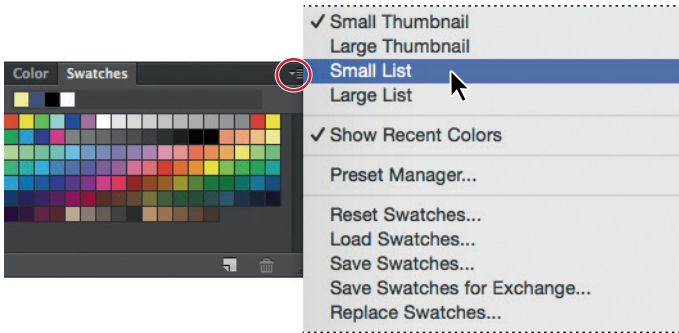 Color Swatches
✓ Small Thumbnail
Large Thumbnail
Small List
Large List
✓ Show Recent Colors
Preset Manager...
Reset Swatches...
Load Swatches...
Save Swatches...
Save Swatches for Exchange...
Replace Swatches...